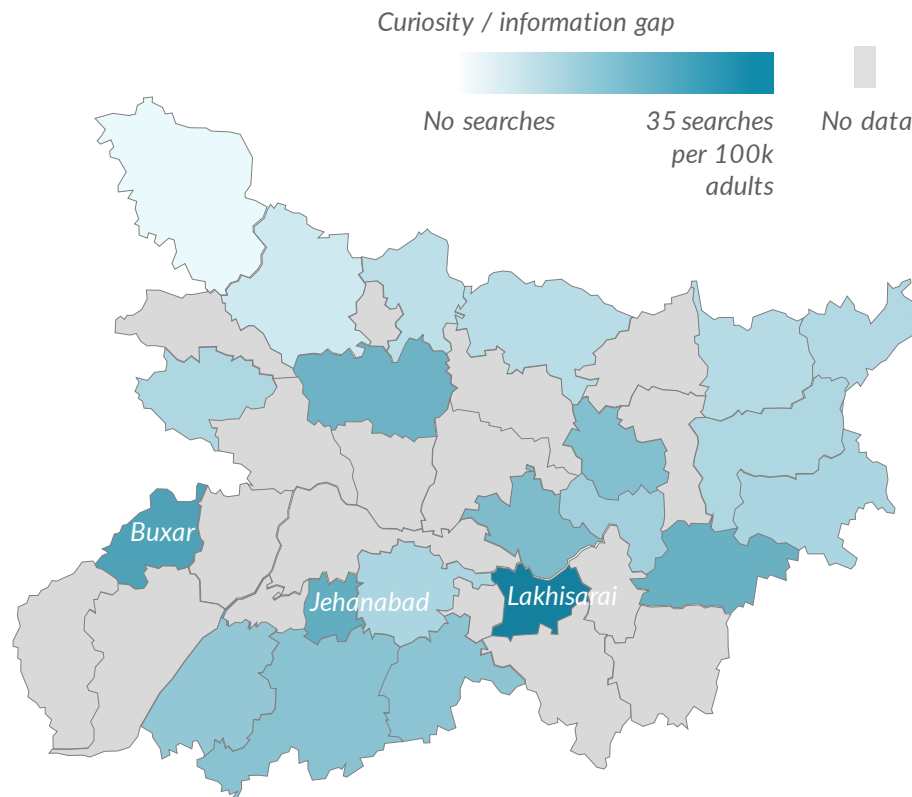 Curiosity / information gap
No searches
35 searches
per 100k
adults
No data
Buxar
Jehanabad
Lakhisarai